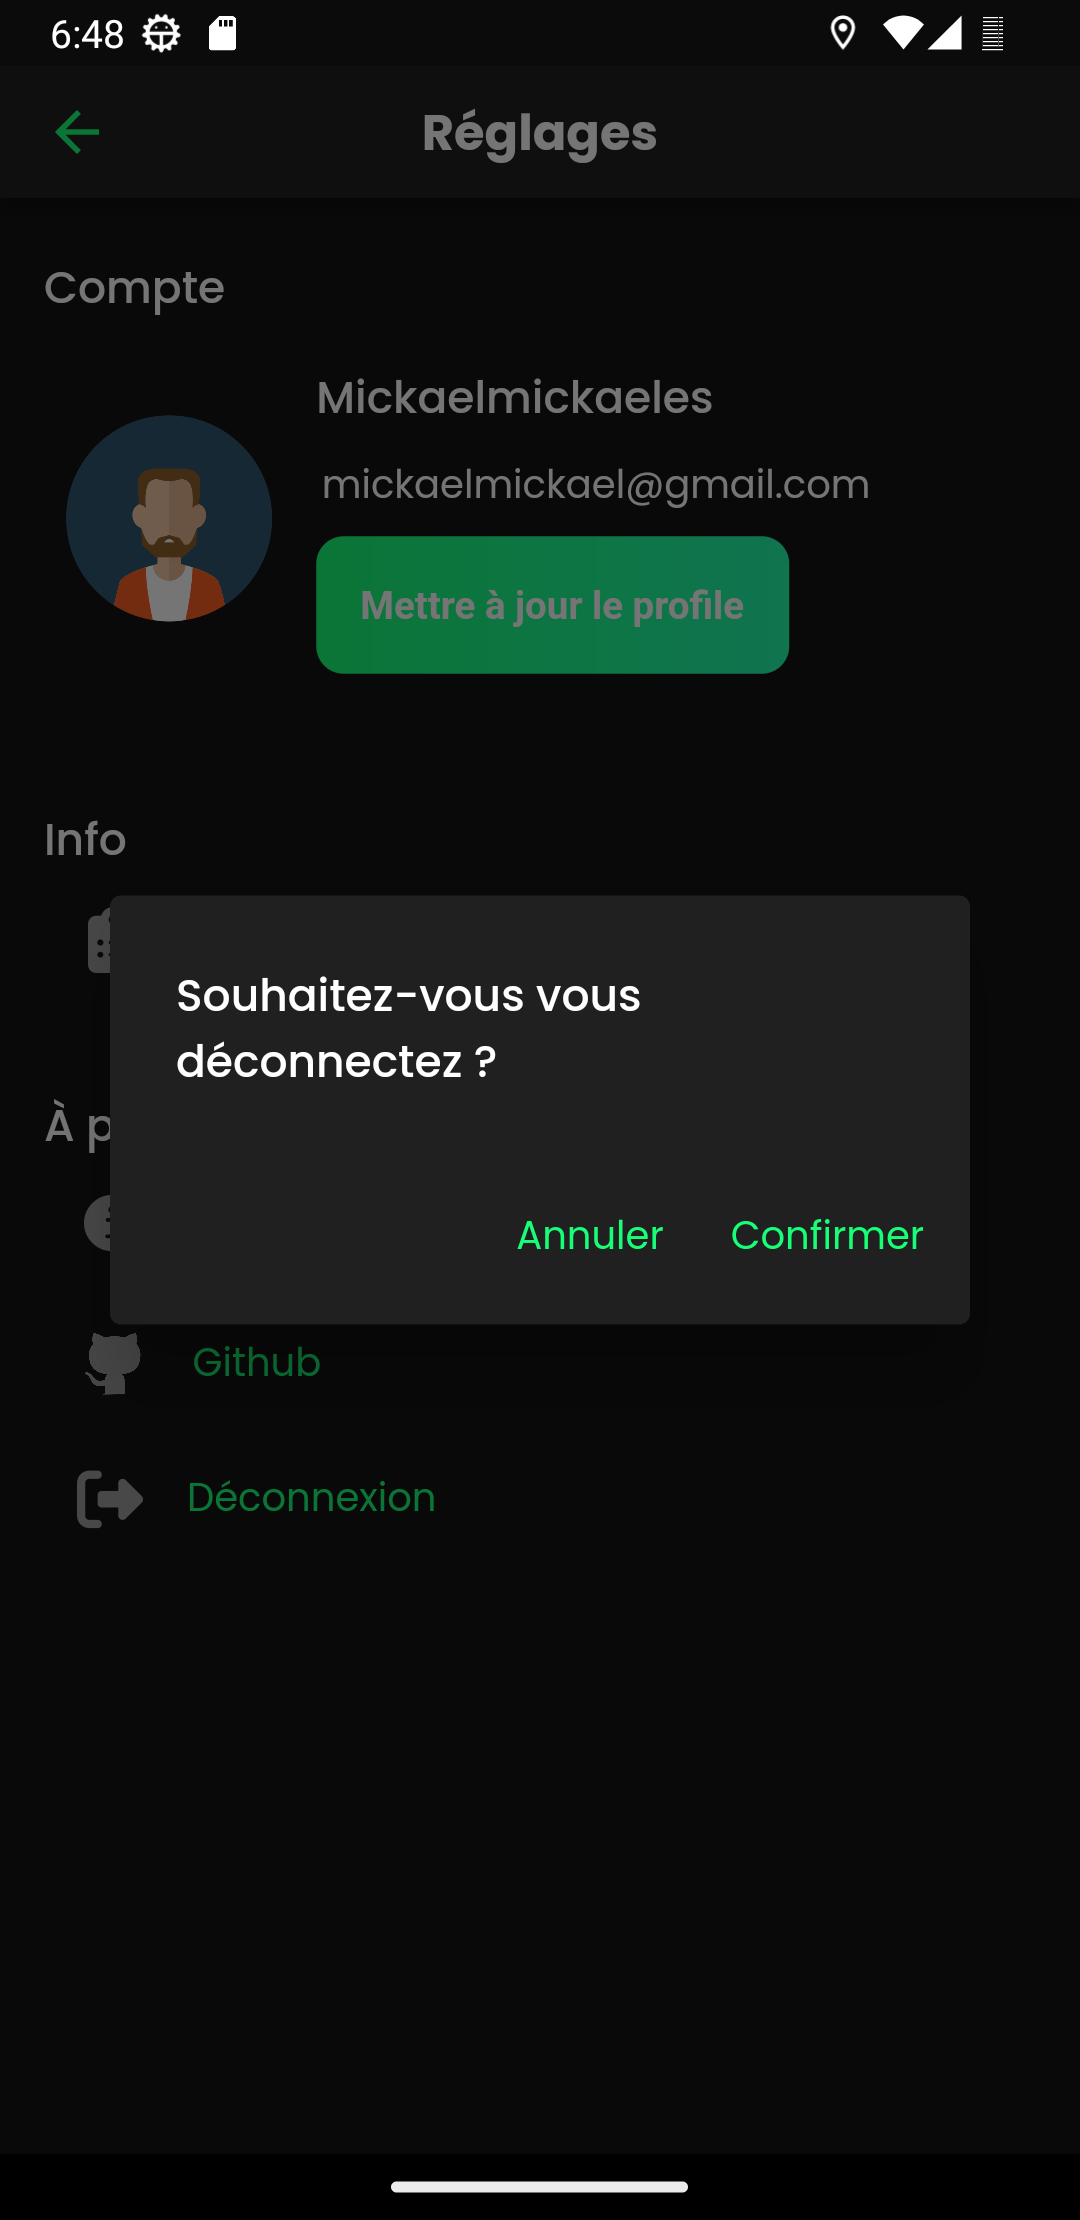 6:48
Réglages
Compte
Mickaelmickaeles
mickaelmickael@gmail.com
Mettre à jour le profile
Info
Souhaitez-vous vous
déconnectez ?
À p
Annuler Confirmer
Github
Déconnexion